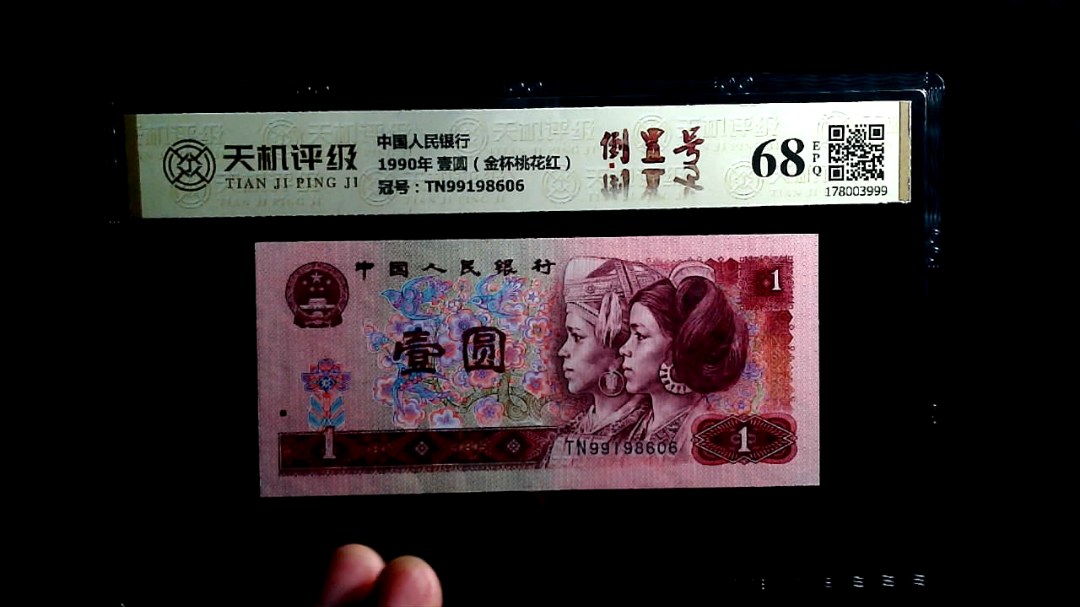 天机评级
TIAN JI PING JI
中国人民银行
1990年 壹圆（金杯桃花红）
冠号：TN99198606
倒置号
68
EPQ
178003999
中国人民银行
1
壹圆
1
TN99198606
1